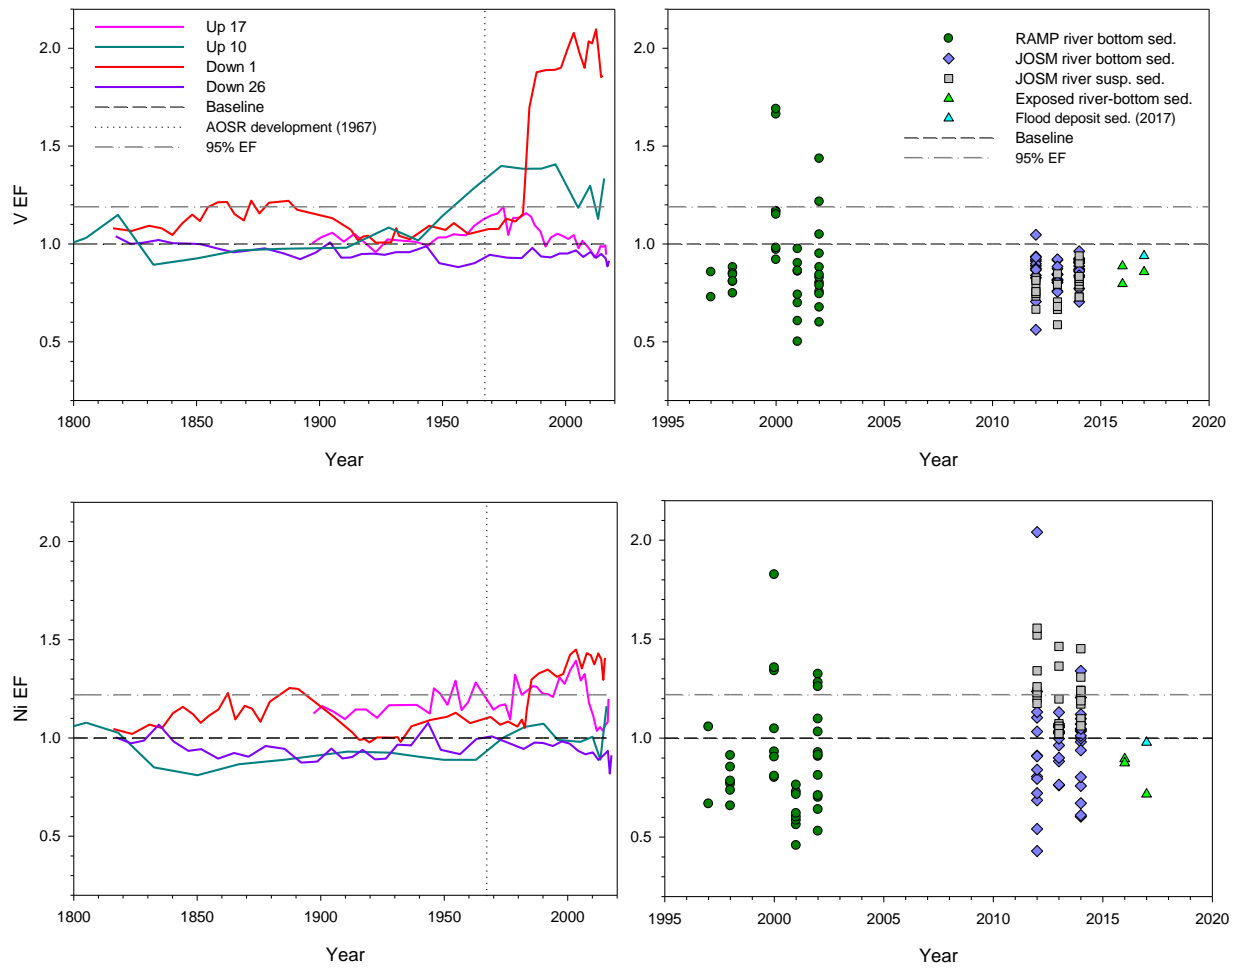 Up 17
Up 10
Down 1
Down 26
Baseline
AOSR development (1967)
95% EF
V EF
2.0
1.5
1.0
0.5
1800
1850
1900
1950
2000
Year
RAMP river bottom sed.
JOSM river bottom sed.
JOSM river susp. sed.
Exposed river-bottom sed.
Flood deposit sed. (2017)
Baseline
95% EF
2.0
1.5
1.0
0.5
1995
2000
2005
2010
2015
2020
Year
Ni EF
2.0
1.5
1.0
0.5
1800
1850
1900
1950
2000
Year
2.0
1.5
1.0
0.5
1995
2000
2005
2010
2015
2020
Year